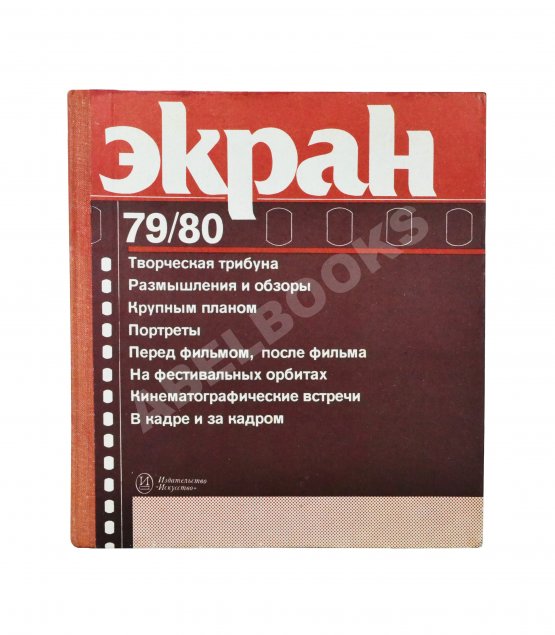 экран
79/80
Творческая трибуна
Размышления и обзоры
Крупным планом
Портреты
Перед фильмом, после фильма
На фестивальных орбитах
Кинематографические встречи
В кадре и за кадром
И
Издательство
«Искусство»
ABELBOOKS